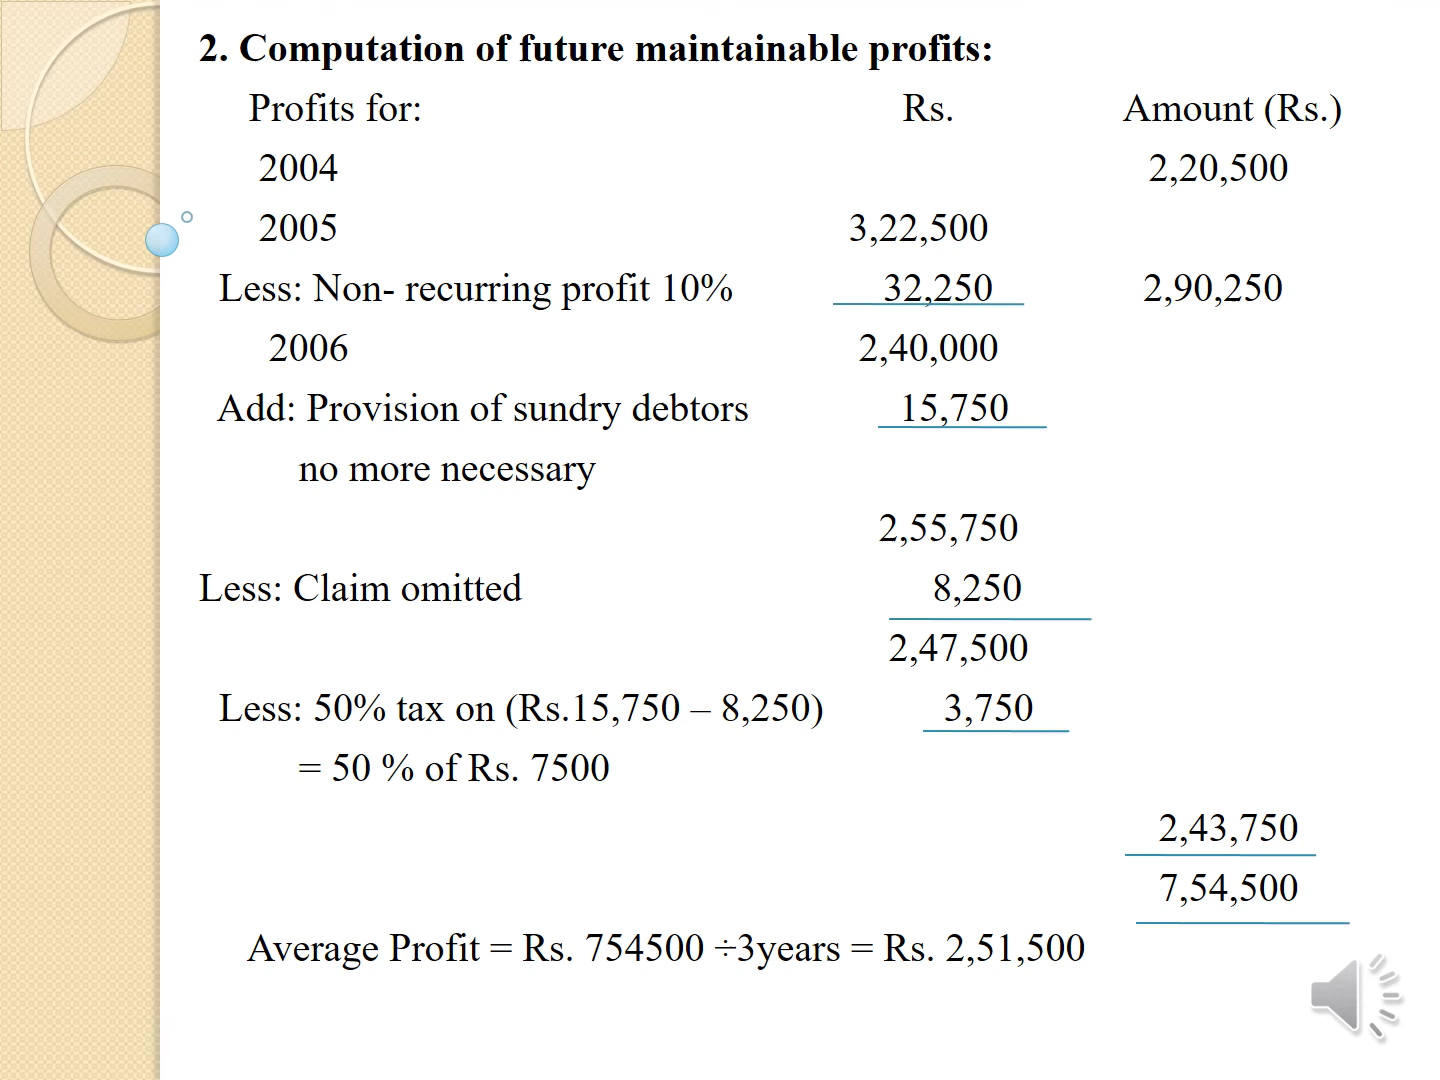 2. Computation of future maintainable profits:
Profits for: Rs. Amount (Rs.)
2004 2,20,500
2005 3,22,500
Less: Non- recurring profit 10% 32,250 2,90,250
2006 2,40,000
Add: Provision of sundry debtors 15,750
no more necessary
2,55,750
Less: Claim omitted 8,250
2,47,500
Less: 50% tax on (Rs.15,750 – 8,250) 3,750
= 50 % of Rs. 7500
2,43,750
7,54,500
Average Profit = Rs. 754500 ÷3years = Rs. 2,51,500